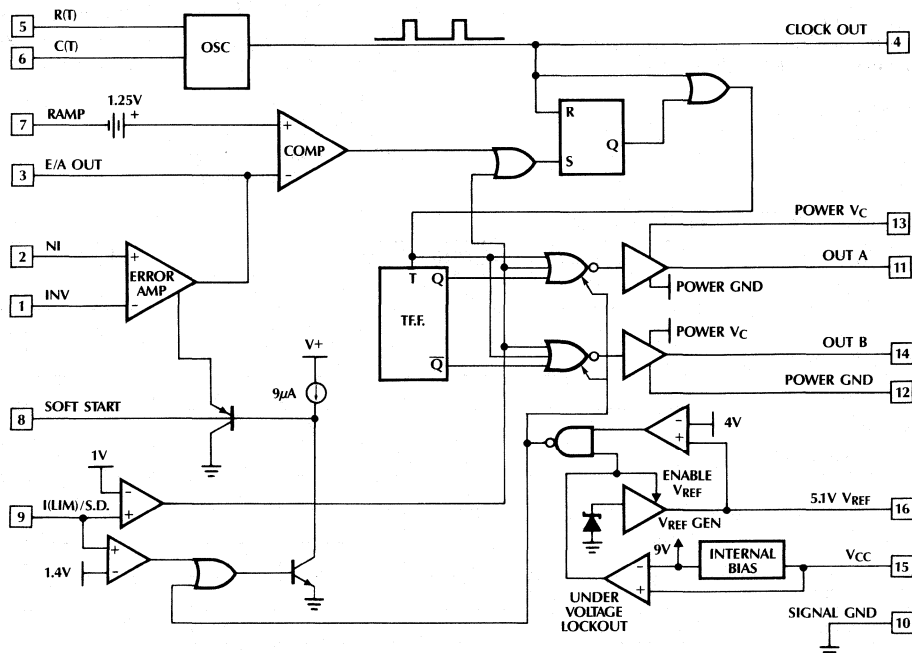 5 R(T)
6 C(T)
OSC
CLOCK OUT 4
7 RAMP 1.25V +
+
−
COMP
3 E/A OUT
R
S
Q
2 NI
1 INV
+
−
ERROR AMP
T Q
T.F.F.
Q̅
POWER VC 13
OUT A 11
POWER GND
POWER VC
OUT B 14
POWER GND 12
V+
9μA
8 SOFT START
1V
−
+
9 I(LIM)/S.D.
+
−
1.4V
−
+
4V
ENABLE VREF
VREF GEN
5.1V VREF 16
9V
INTERNAL BIAS
VCC 15
−
+
UNDER VOLTAGE LOCKOUT
SIGNAL GND 10